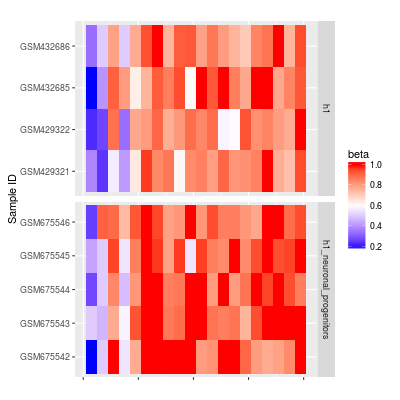 Sample ID
GSM432686
GSM432685
GSM429322
GSM429321
h1
GSM675546
GSM675545
GSM675544
GSM675543
GSM675542
h1_neuronal_progenitors
beta
1.0
0.8
0.6
0.4
0.2